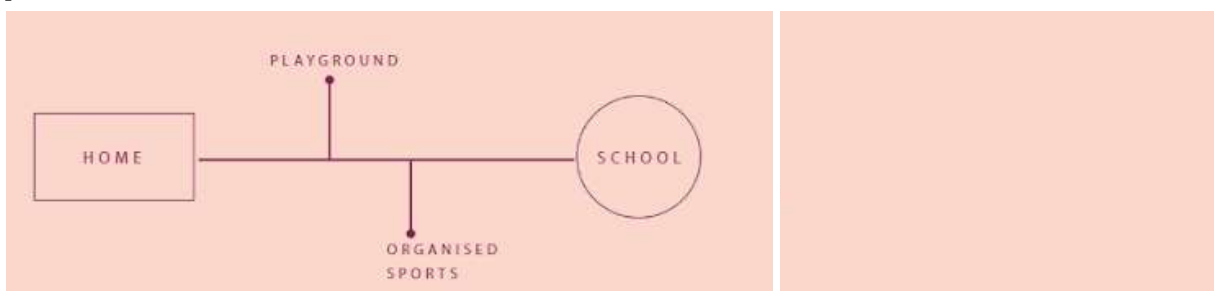 PLAYGROUND
HOME
SCHOOL
ORGANISED
SPORTS